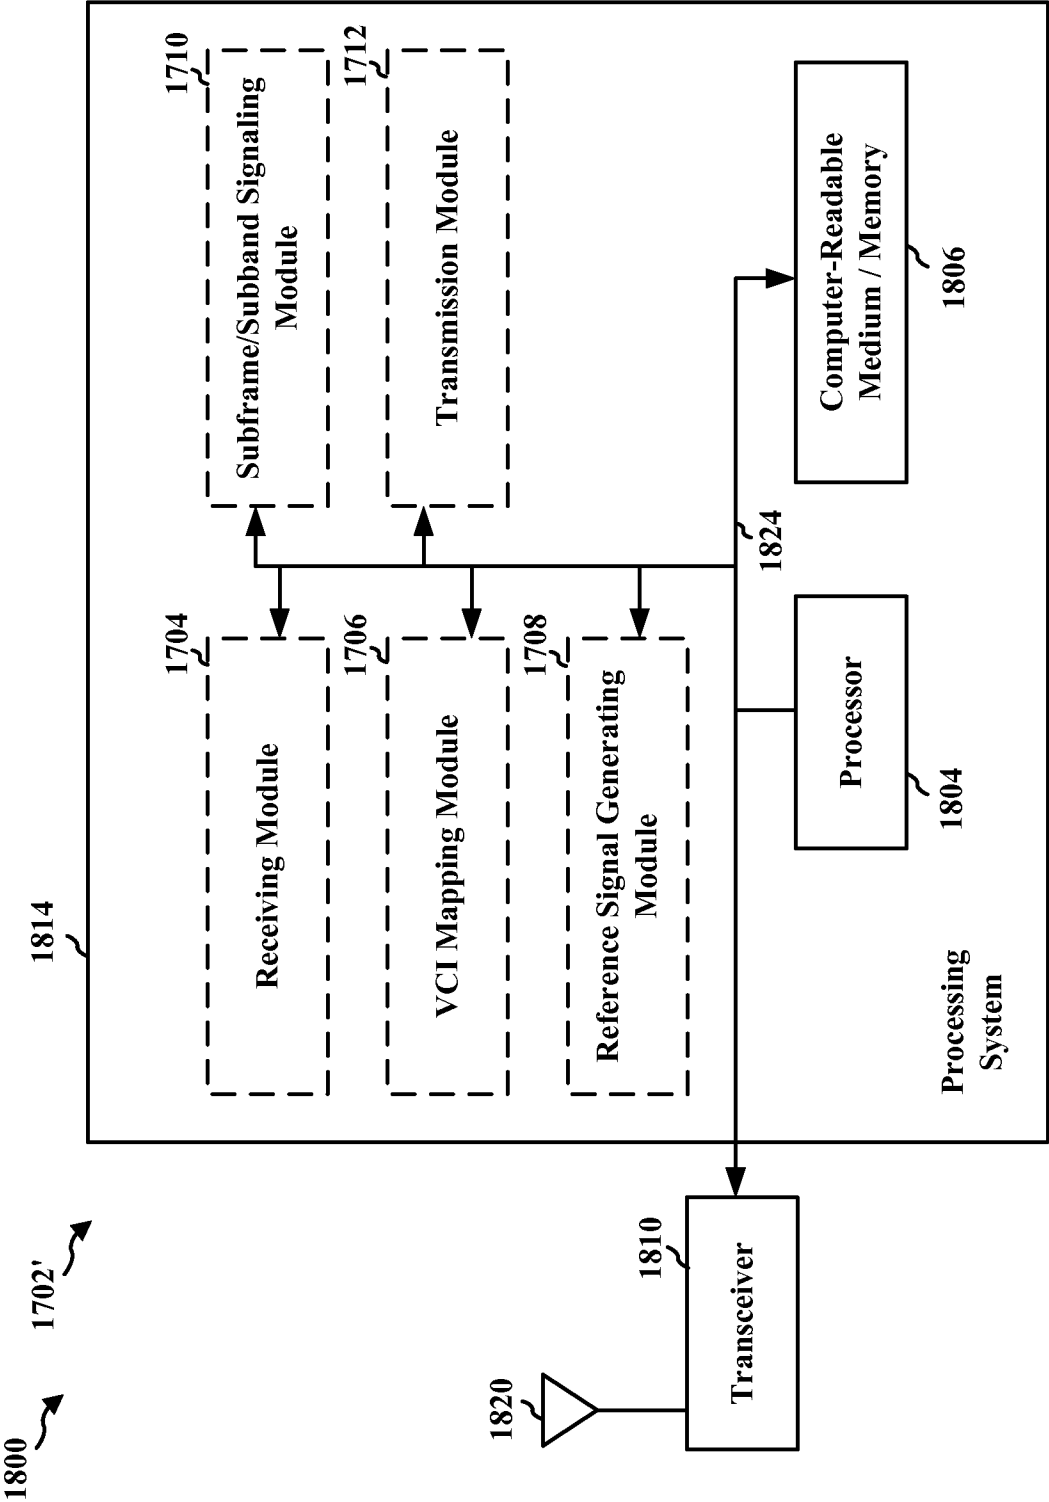 1800
1702'
1814
1704
Receiving Module
1710
Subframe/Subband Signaling
Module
1706
VCI Mapping Module
1712
Transmission Module
1708
Reference Signal Generating
Module
1820
1810
Transceiver
1824
Processor
1804
Computer-Readable
Medium / Memory
1806
Processing
System